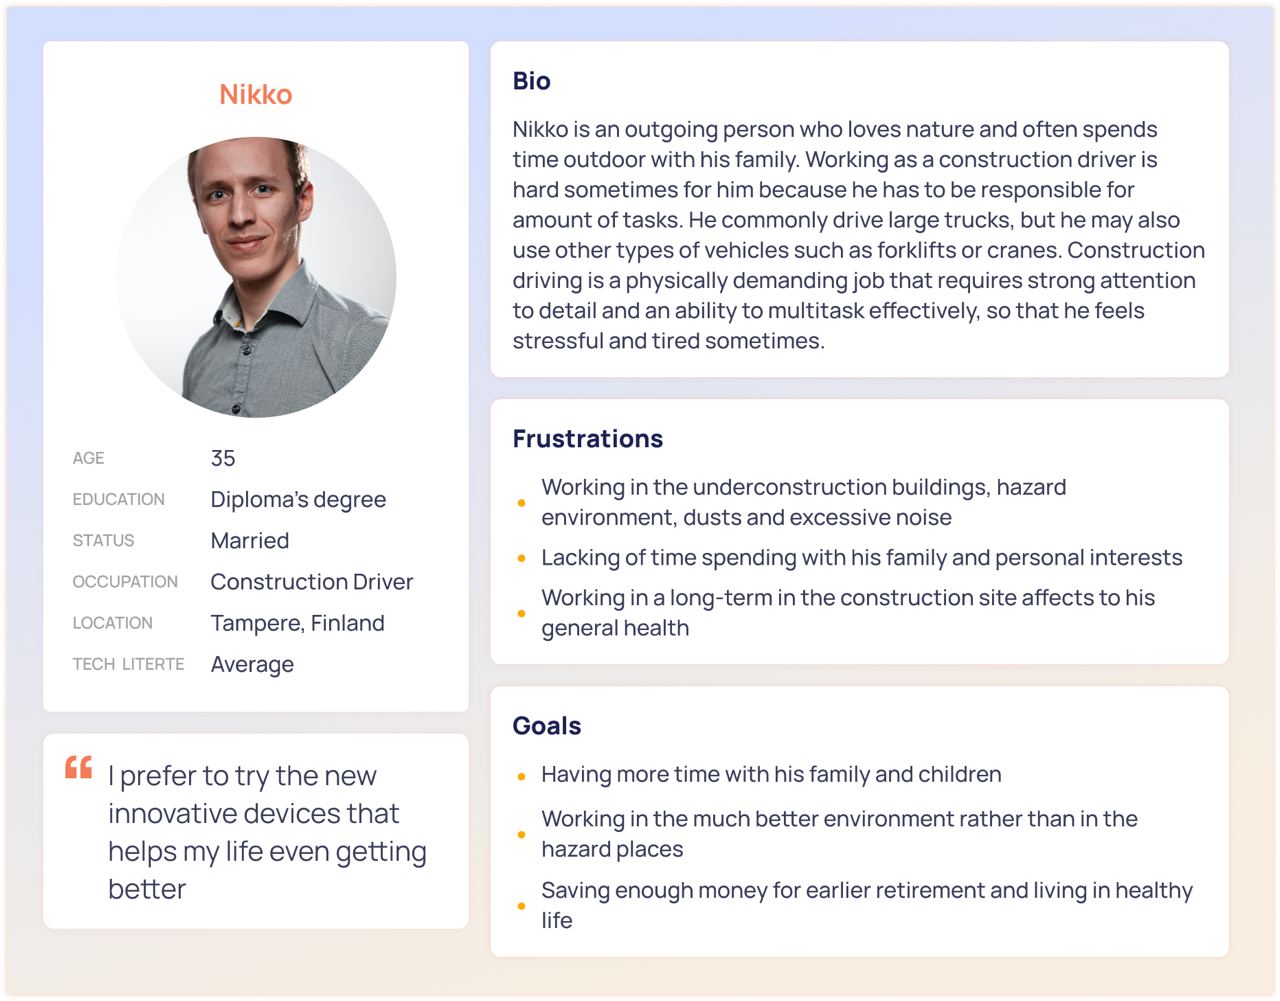 Nikko
AGE 35
EDUCATION Diploma's degree
STATUS Married
OCCUPATION Construction Driver
LOCATION Tampere, Finland
TECH LITERTE Average
“ I prefer to try the new
innovative devices that
helps my life even getting
better
Bio
Nikko is an outgoing person who loves nature and often spends
time outdoor with his family. Working as a construction driver is
hard sometimes for him because he has to be responsible for
amount of tasks. He commonly drive large trucks, but he may also
use other types of vehicles such as forklifts or cranes. Construction
driving is a physically demanding job that requires strong attention
to detail and an ability to multitask effectively, so that he feels
stressful and tired sometimes.
Frustrations
• Working in the underconstruction buildings, hazard
environment, dusts and excessive noise
• Lacking of time spending with his family and personal interests
• Working in a long-term in the construction site affects to his
general health
Goals
• Having more time with his family and children
• Working in the much better environment rather than in the
hazard places
• Saving enough money for earlier retirement and living in healthy
life